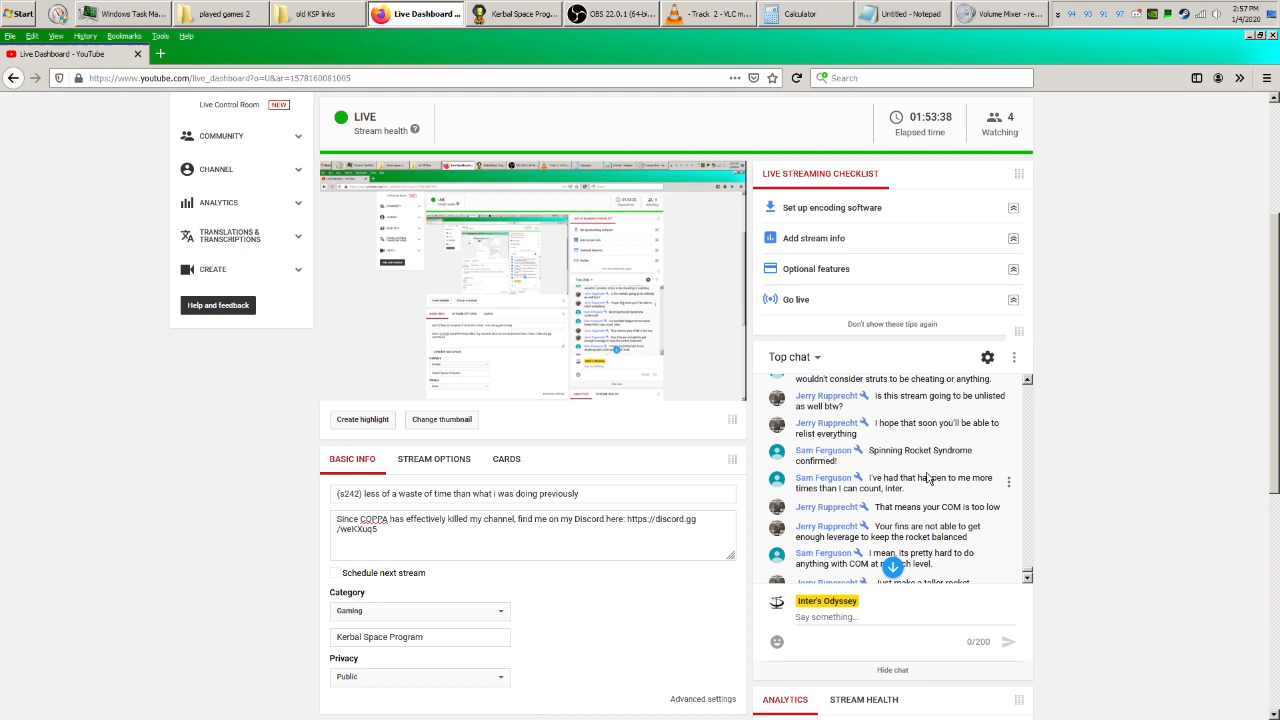 Start
Windows Taskma...
played games 2
old KSP links
Live Dashboard ...
Kerbal Space Prog...
OBS 22.0.1 (64-bi...
- Track: 2 - VLC m...
Calculator
Untitled - Notepad
Volume Mixer - re...
94 93
97
2:57 PM
1/4/2020
File Edit View History Bookmarks Tools Help
Live Dashboard - YouTube
https://www.youtube.com/live_dashboard?o=U&ar=1578160081005
Search
Live Control Room NEW
COMMUNITY
CHANNEL
ANALYTICS
TRANSLATIONS &
TRANSCRIPTIONS
CREATE
Help and feedback
LIVE
Stream health
01:53:38
Elapsed time
4
Watching
Create highlight
Change thumbnail
BASIC INFO
STREAM OPTIONS
CARDS
(s242) less of a waste of time than what i was doing previously
Since COPPA has effectively killed my channel, find me on my Discord here: https://discord.gg
/weKXuq5
Schedule next stream
Category
Gaming
Kerbal Space Program
Privacy
Public
Advanced settings
LIVE STREAMING CHECKLIST
Set up encoding software
Add stream info
Optional features
Go live
Don't show these tips again
Top chat
wouldn't consider struts to be cheating or anything.
Jerry Rupprecht Is this stream going to be unlisted
as well btw?
Jerry Rupprecht I hope that soon you'll be able to
relist everything
Sam Ferguson Spinning Rocket Syndrome
confirmed!
Sam Ferguson I've had that happen to me more
times than I can count, Inter.
Jerry Rupprecht That means your COM is too low
Jerry Rupprecht Your fins are not able to get
enough leverage to keep the rocket balanced
Sam Ferguson I mean, its pretty hard to do
anything with COM at level.
Jerry Rupprecht Just make a taller rocket
Inter's Odyssey
Say something...
0/200
Hide chat
ANALYTICS
STREAM HEALTH